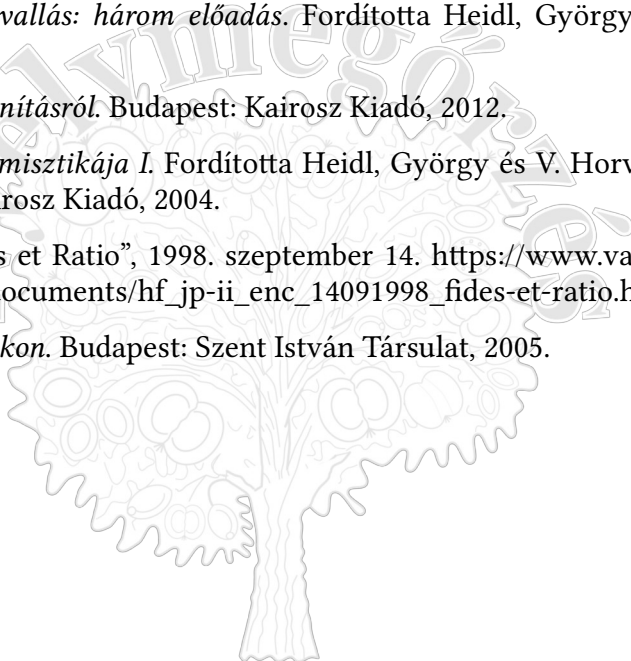 vallás: három előadás. Fordította Heidl, György
nításról. Budapest: Kairosz Kiadó, 2012.
misztikája I. Fordította Heidl, György és V. Horv
rosz Kiadó, 2004.
s et Ratio”, 1998. szeptember 14. https://www.va
documents/hf_jp-ii_enc_14091998_fides-et-ratio.h
kon. Budapest: Szent István Társulat, 2005.
alymegőrzés